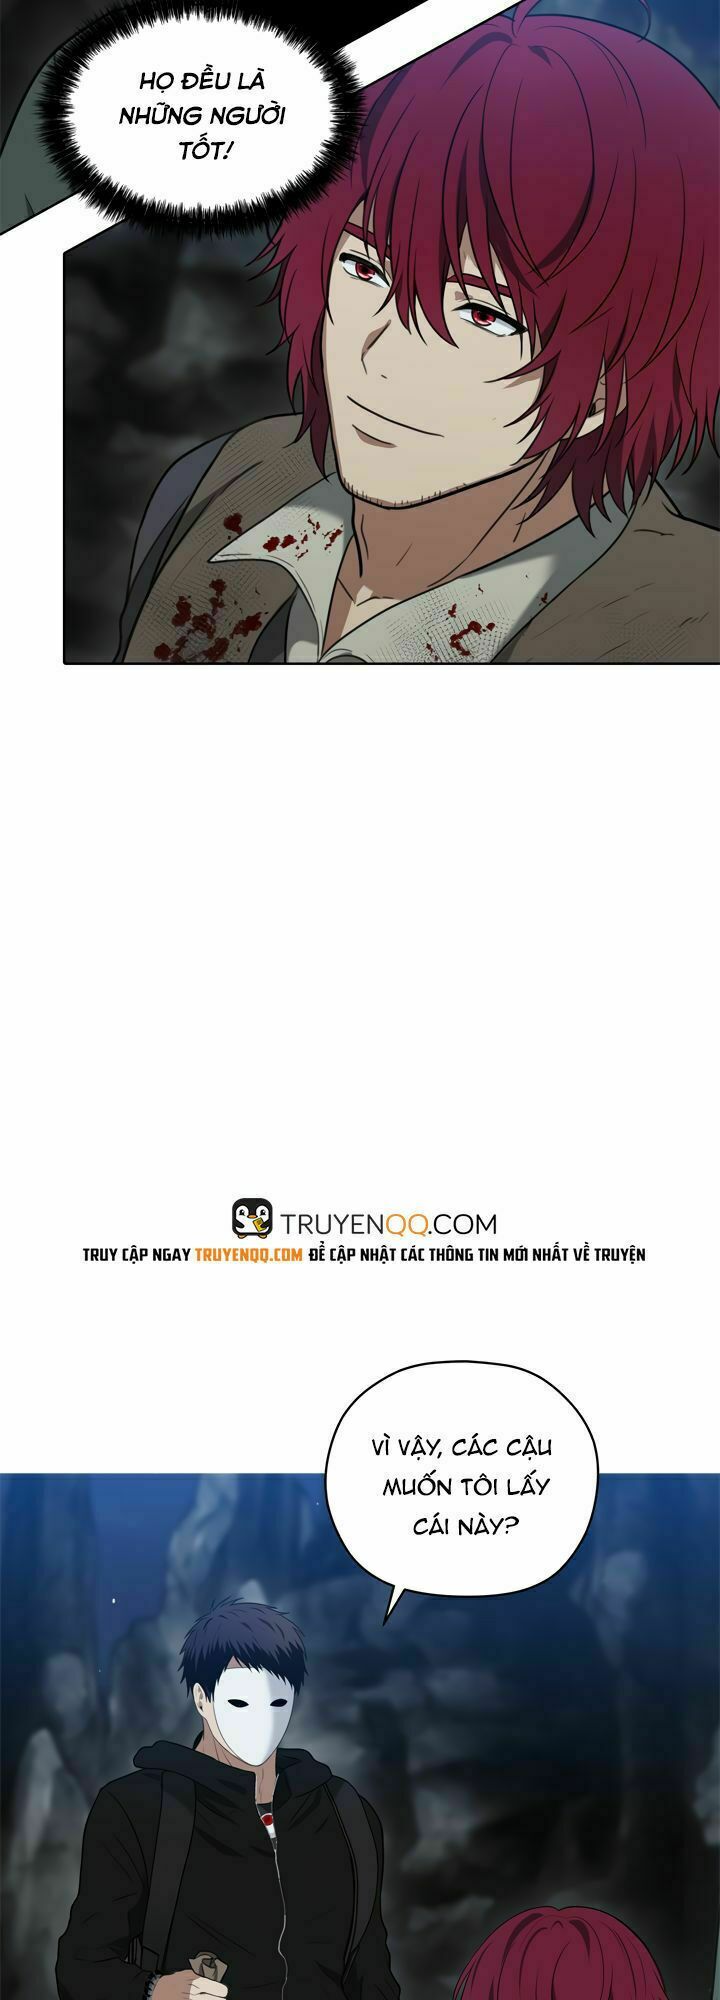 HỌ ĐỀU LÀ
NHỮNG NGƯỜI
TỐT!
TRUYENQQ.COM
TRUY CẬP NGAY TRUYENQQ.COM ĐỂ CẬP NHẬT CÁC THÔNG TIN MỚI NHẤT VỀ TRUYỆN
VÌ VẬY, CÁC CẬU
MUỐN TÔI LẤY
CÁI NÀY?